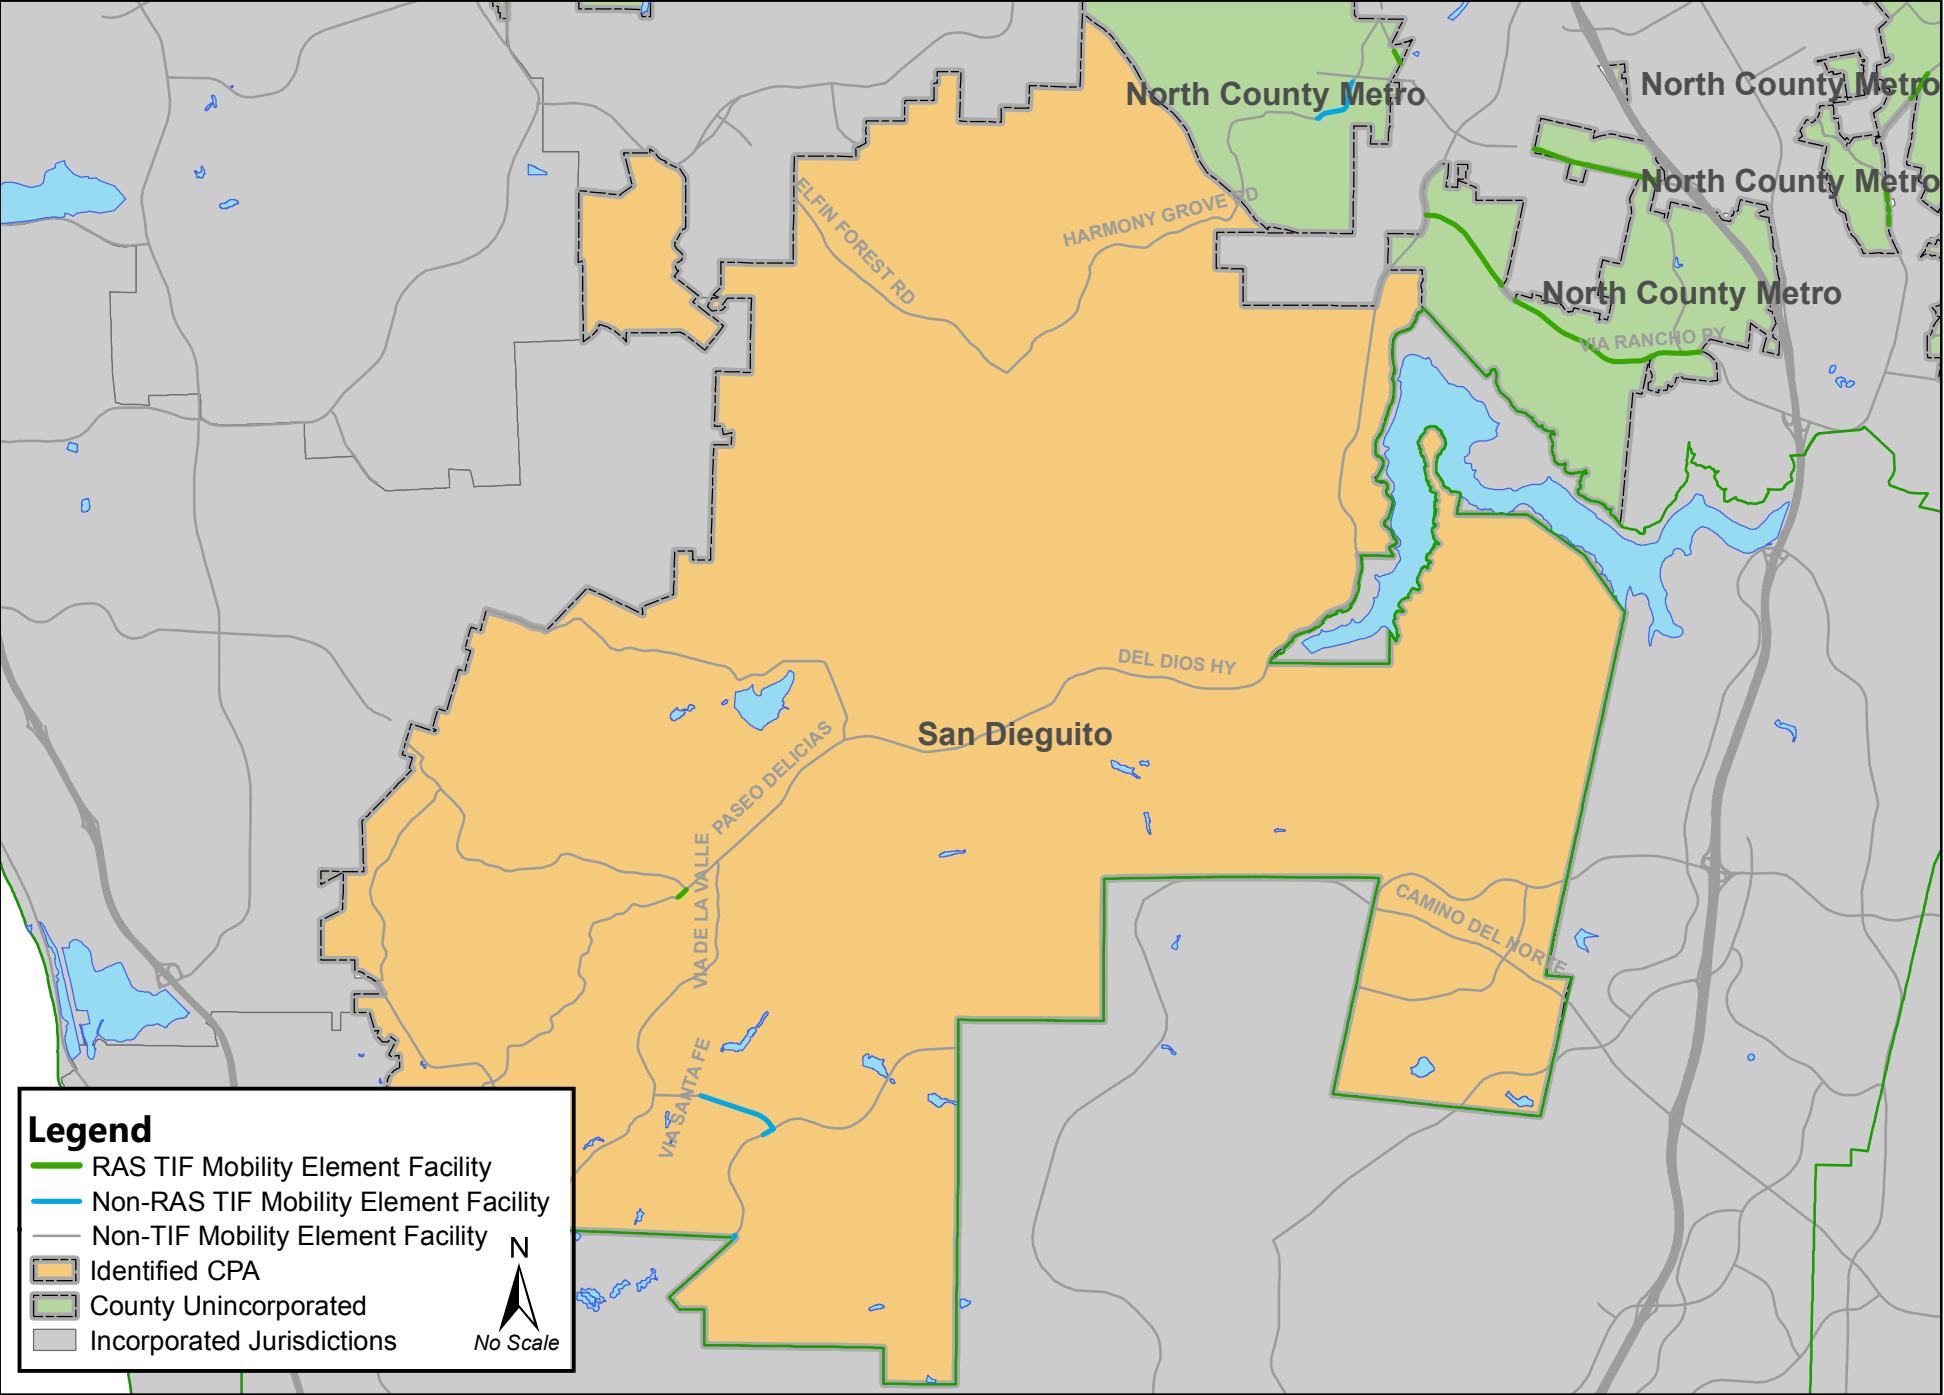 North County Metro
North County Metro
North County Metro
North County Metro
ELFIN FOREST RD
HARMONY GROVE RD
VIA RANCHO PY
DEL DIOS HY
San Dieguito
PASEO DELICIAS
VIA DE LA VALLE
CAMINO DEL NORTE
VIA SANTA FE
Legend
RAS TIF Mobility Element Facility
Non-RAS TIF Mobility Element Facility
Non-TIF Mobility Element Facility
Identified CPA
County Unincorporated
Incorporated Jurisdictions
N
No Scale